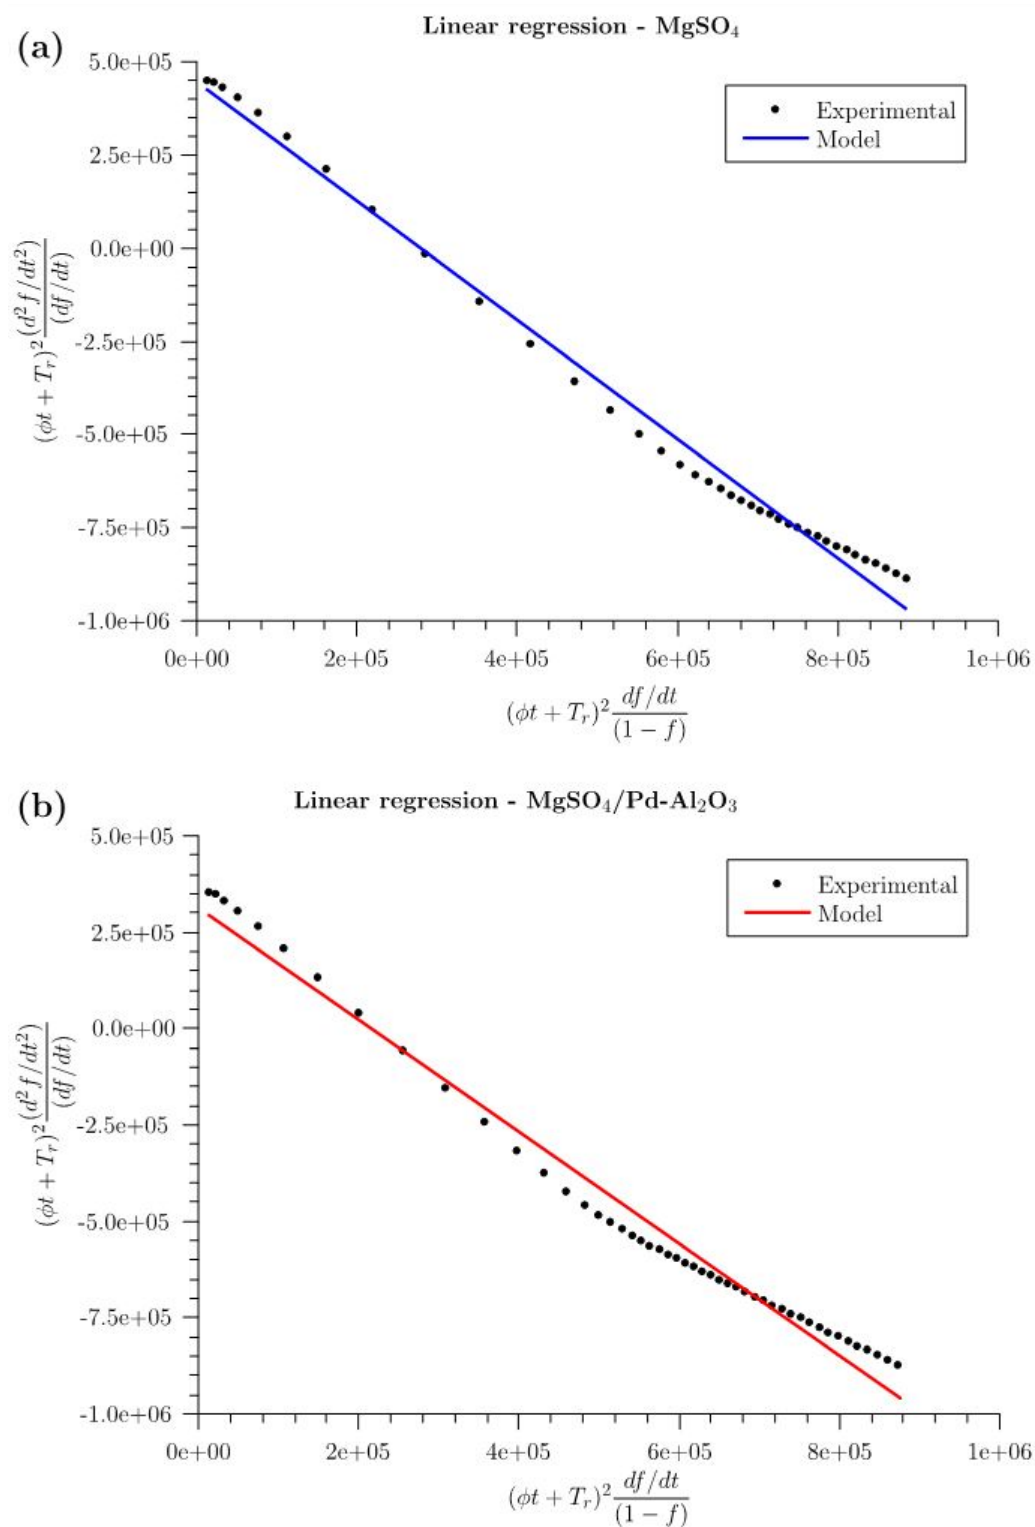 (a)
Linear regression - MgSO₄
5.0e+05
2.5e+05
0.0e+00
-2.5e+05
-5.0e+05
-7.5e+05
-1.0e+06
(ϕt + Tᵣ)² (d²f/dt²)/(df/dt)
Experimental
Model
0e+00 2e+05 4e+05 6e+05 8e+05 1e+06
(ϕt + Tᵣ)² df/dt/(1 − f)
(b)
Linear regression - MgSO₄/Pd-Al₂O₃
5.0e+05
2.5e+05
0.0e+00
-2.5e+05
-5.0e+05
-7.5e+05
-1.0e+06
(ϕt + Tᵣ)² (d²f/dt²)/(df/dt)
Experimental
Model
0e+00 2e+05 4e+05 6e+05 8e+05 1e+06
(ϕt + Tᵣ)² df/dt/(1 − f)